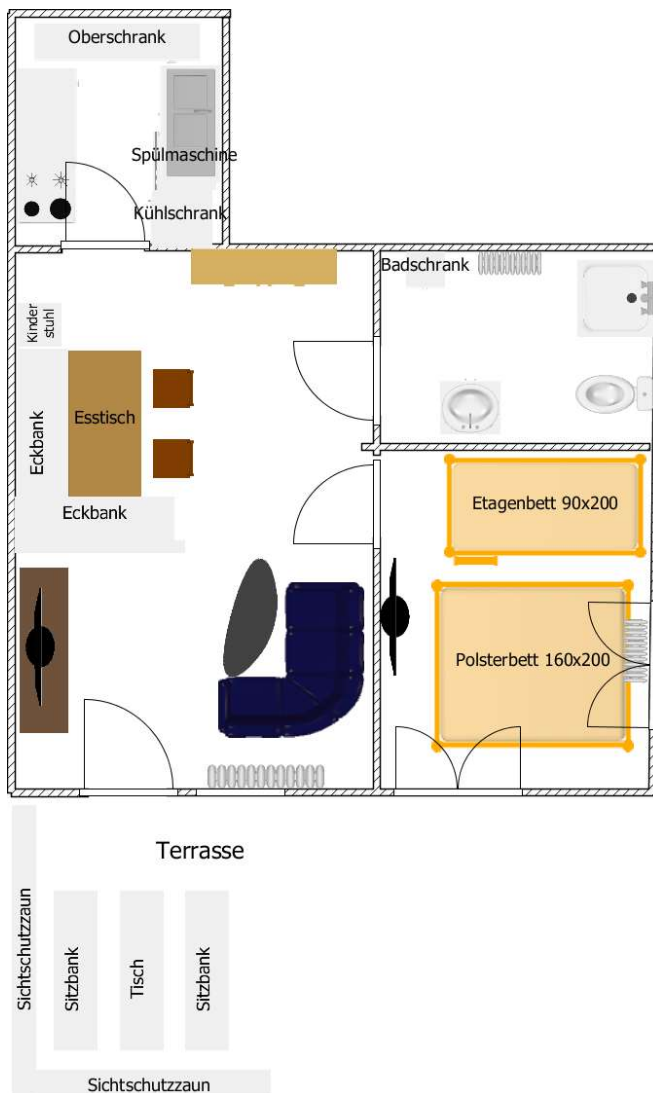 Oberschrank
Spülmaschine
Kühlschrank
Badschrank
Kinder
stuhl
Eckbank
Esstisch
Eckbank
Etagenbett 90x200
Polsterbett 160x200
Terrasse
Sichtschutzzaun
Sitzbank
Tisch
Sitzbank
Sichtschutzzaun